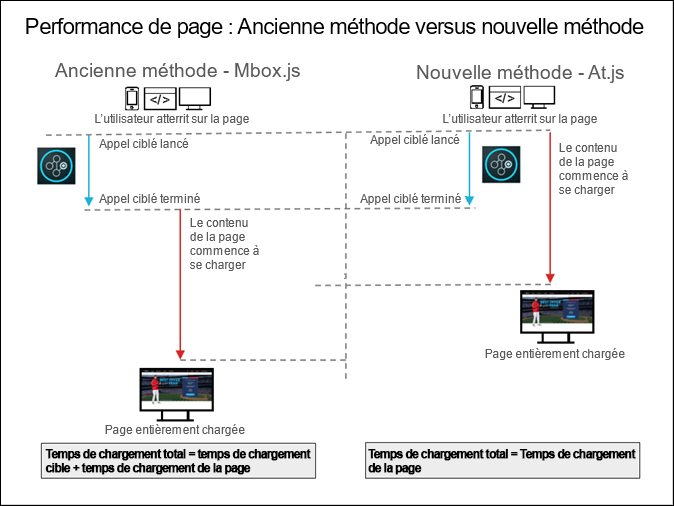 Performance de page : Ancienne méthode versus nouvelle méthode
Ancienne méthode - Mbox.js
</>
L'utilisateur atterrit sur la page
Appel ciblé lancé
Appel ciblé terminé
Le contenu
de la page
commence à
se charger
Page entièrement chargée
Temps de chargement total = temps de chargement
cible + temps de chargement de la page
Nouvelle méthode - At.js
</>
L'utilisateur atterrit sur la page
Appel ciblé lancé
Appel ciblé terminé
Le contenu
de la page
commence à
se charger
Page entièrement chargée
Temps de chargement total = Temps de chargement
de la page